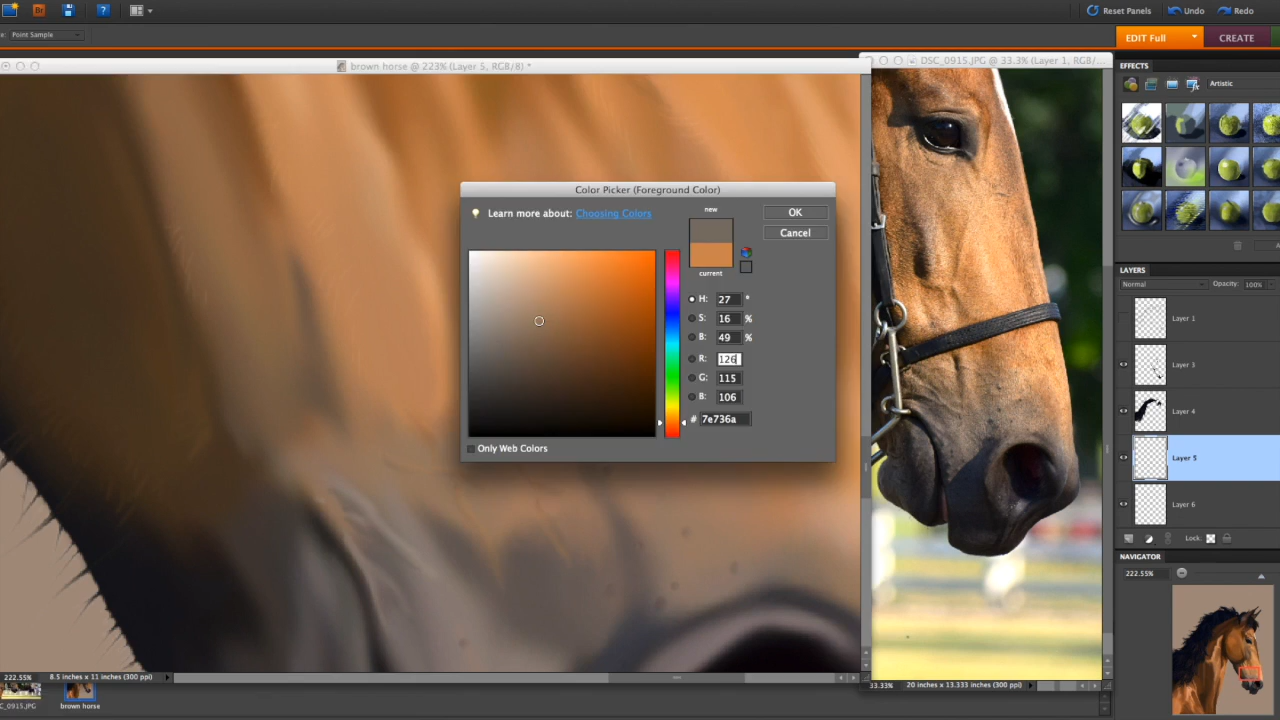 Br
?
Reset Panels
Undo
Redo
e: Point Sample
EDIT Full
CREATE
brown horse @ 223% (Layer 5, RGB/8) *
DSC_0915.JPG @ 33.3% (Layer 1, RGB/...
EFFECTS
Artistic
Color Picker (Foreground Color)
Learn more about: Choosing Colors
new
current
OK
Cancel
H: 27 °
S: 16 %
B: 49 %
R: 126
G: 115
B: 106
# 7e736a
Only Web Colors
LAYERS
Normal
Opacity: 100%
Layer 1
Layer 3
Layer 4
Layer 5
Layer 6
Lock:
NAVIGATOR
222.55%
222.55%
8.5 inches x 11 inches (300 ppi)
33.33%
20 inches x 13.333 inches (300 ppi)
SC_0915.JPG
brown horse